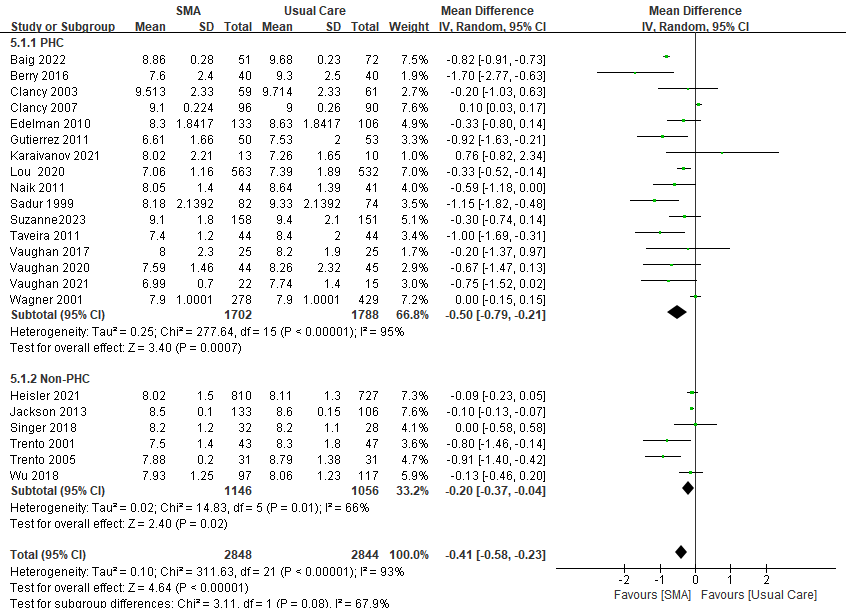 SMA Usual Care Mean Difference Mean Difference
Study or Subgroup Mean SD Total Mean SD Total Weight IV, Random, 95% CI IV, Random, 95% CI
5.1.1 PHC
Baig 2022 8.86 0.28 51 9.68 0.23 72 7.5% -0.82 [-0.91, -0.73]
Berry 2016 7.6 2.4 40 9.3 2.5 40 2.0% -1.70 [-2.77, -0.63]
Clancy 2003 9.513 2.33 59 9.714 2.33 61 2.8% -0.20 [-1.03, 0.63]
Clancy 2007 9.1 0.224 96 9 0.26 90 7.6% 0.10 [0.03, 0.17]
Edelman 2010 8.3 1.8417 133 8.63 1.8417 106 4.9% -0.33 [-0.80, 0.14]
Gutierrez 2011 6.61 1.66 50 7.53 2 53 3.4% -0.92 [-1.63, -0.21]
Karaivanov 2021 8.02 2.21 13 7.26 1.65 10 1.1% 0.76 [-0.82, 2.34]
Lou 2020 7.06 1.16 563 7.39 1.89 532 7.1% -0.33 [-0.52, -0.14]
Naik 2011 8.05 1.4 44 8.64 1.39 41 4.1% -0.59 [-1.18, 0.00]
Sadur 1999 8.18 2.1392 82 9.33 2.1392 74 3.6% -1.15 [-1.82, -0.48]
Suzanne2023 9.1 1.8 158 9.4 2.1 151 5.2% -0.30 [-0.74, 0.14]
Taveira 2011 7.4 1.2 44 8.4 2 44 3.5% -1.00 [-1.69, -0.31]
Vaughan 2017 8 2.3 25 8.2 1.9 25 1.8% -0.20 [-1.37, 0.97]
Vaughan 2020 7.59 1.46 44 8.26 2.32 45 2.9% -0.67 [-1.47, 0.13]
Vaughan 2021 6.99 0.7 22 7.74 1.4 15 3.0% -0.75 [-1.52, 0.02]
Wagner 2001 7.9 1.0001 278 7.9 1.0001 429 7.2% 0.00 [-0.15, 0.15]
Subtotal (95% CI) 1702 1788 66.8% -0.50 [-0.79, -0.21]
Heterogeneity: Tau² = 0.25; Chi² = 277.64, df = 15 (P < 0.00001); I² = 95%
Test for overall effect: Z = 3.40 (P = 0.0007)
5.1.2 Non-PHC
Heisler 2021 8.02 1.5 810 8.11 1.3 727 7.3% -0.09 [-0.23, 0.05]
Jackson 2013 8.5 0.1 133 8.6 0.15 106 7.6% -0.10 [-0.13, -0.07]
Singer 2018 8.2 1.2 32 8.2 1.1 28 4.2% 0.00 [-0.58, 0.58]
Trento 2001 7.5 1.4 43 8.3 1.8 47 3.7% -0.80 [-1.46, -0.14]
Trento 2005 7.88 0.2 31 8.79 1.38 31 4.8% -0.91 [-1.40, -0.42]
Wu 2018 7.93 1.25 97 8.06 1.23 117 5.7% -0.13 [-0.46, 0.20]
Subtotal (95% CI) 1146 1056 33.2% -0.20 [-0.37, -0.04]
Heterogeneity: Tau² = 0.02; Chi² = 14.83, df = 5 (P = 0.01); I² = 66%
Test for overall effect: Z = 2.40 (P = 0.02)
Total (95% CI) 2848 2844 100.0% -0.41 [-0.58, -0.23]
Heterogeneity: Tau² = 0.10; Chi² = 311.63, df = 21 (P < 0.00001); I² = 93%
Test for overall effect: Z = 4.64 (P < 0.00001)
Test for subgroup differences: Chi² = 3.11, df = 1 (P = 0.08), I² = 67.9%
-2 -1 0 1 2
Favours [SMA] Favours [Usual Care]